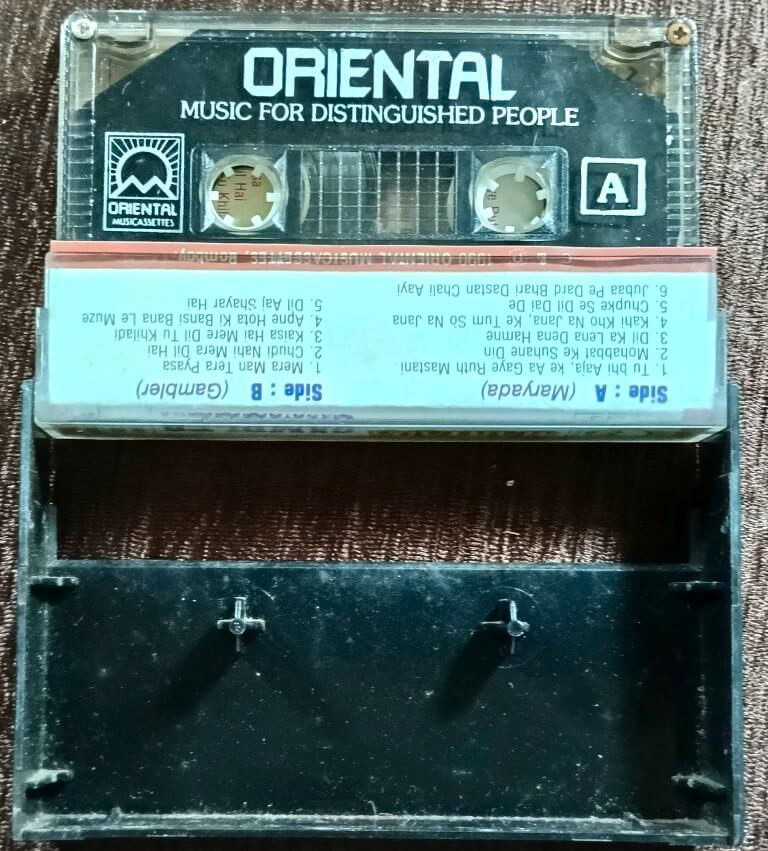 ORIENTAL
MUSIC FOR DISTINGUISHED PEOPLE
ORIENTAL
MUSICASSETTES
A
Side : A (Maryada)
1. Tu bhi Aaja, ke Aa Gaye Ruth Mastani.
2. Mohabbat Ke Suhane Din
3. Dil Ka Lena Dena Hamne
4. Kahi Kho Na Jana, Ke Tum So Na Jana
5. Chupke Se Dil Dai De
6. Jubaa Pe Dard Bhari Dastan Chali Aayi
Side : B (Gambler)
1. Mera Man Tera Pyasa
2. Chudi Nahi Mera Dil Hai
3. Kaisa Hai Mere Dil Tu Khiladi
4. Apne Hota Ki Bansi Bana Le Muze
5. Dil Aaj Shayar Hai
ORIENTAL MUSICASSETTES, Bombay.